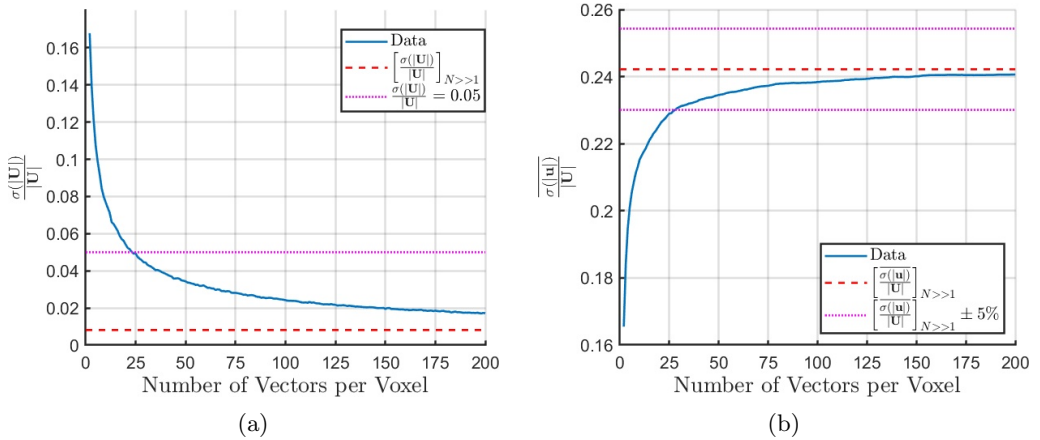 0.16
0.14
0.12
0.1
0.08
0.06
0.04
0.02
0
0
25
50
75
100
125
150
175
200
σ(|U|)
|U|
Number of Vectors per Voxel
Data
[σ(|U|) / |U|] N>>1
σ(|U|) / |U| = 0.05
(a)
0.26
0.24
0.22
0.2
0.18
0.16
0
25
50
75
100
125
150
175
200
σ(|u|)
|U|
Number of Vectors per Voxel
Data
[σ(|u|) / |U|] N>>1
[σ(|u|) / |U|] N>>1 ± 5%
(b)